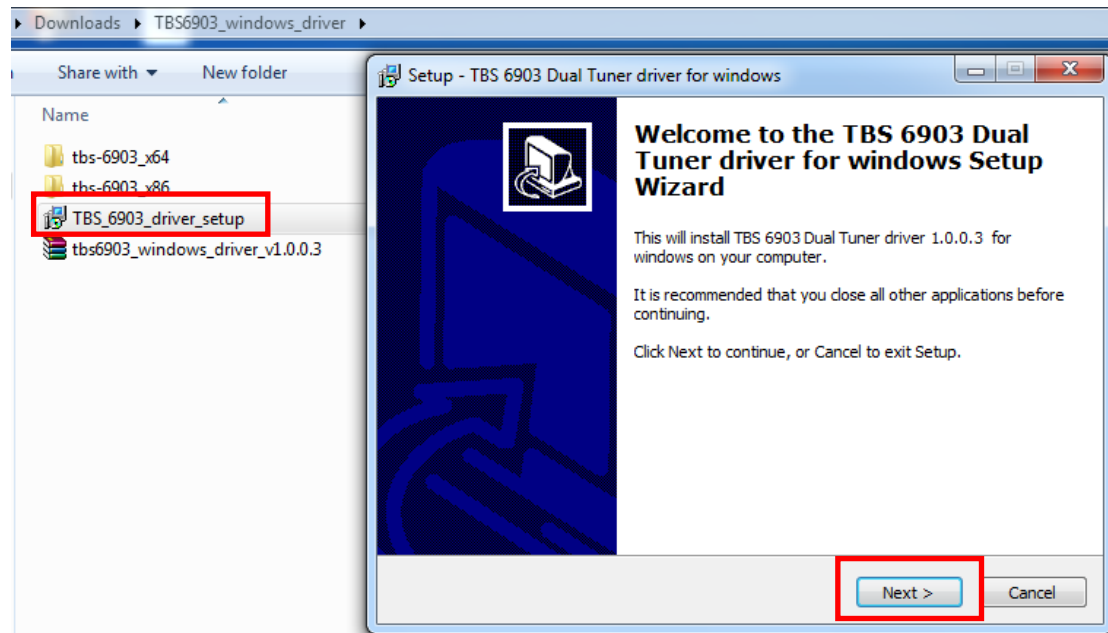 Downloads TBS6903_windows_driver
Share with New folder
Name
tbs-6903_x64
tbs-6903_x86
TBS_6903_driver_setup
tbs6903_windows_driver_v1.0.0.3
Setup - TBS 6903 Dual Tuner driver for windows
Welcome to the TBS 6903 Dual
Tuner driver for windows Setup
Wizard
This will install TBS 6903 Dual Tuner driver 1.0.0.3 for
windows on your computer.
It is recommended that you close all other applications before
continuing.
Click Next to continue, or Cancel to exit Setup.
Next >
Cancel